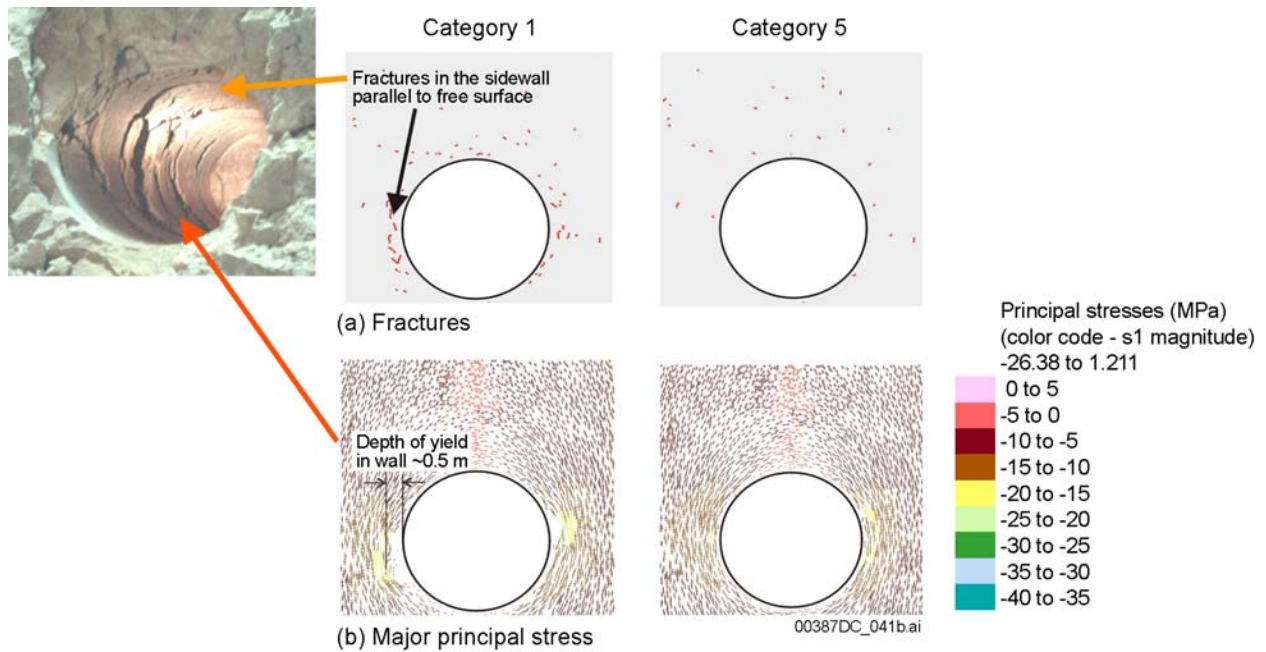 Category 1
Category 5
Fractures in the sidewall
parallel to free surface
(a) Fractures
Depth of yield
in wall ~0.5 m
(b) Major principal stress
00387DC_041b.ai
Principal stresses (MPa)
(color code - s1 magnitude)
-26.38 to 1.211
0 to 5
-5 to 0
-10 to -5
-15 to -10
-20 to -15
-25 to -20
-30 to -25
-35 to -30
-40 to -35